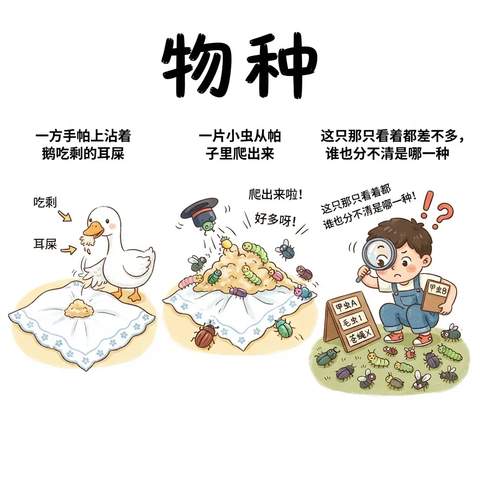 物种
一方手帕上沾着
鹅吃剩的耳屎
一片小虫从帕
子里爬出来
这只那只看着都差不多，
谁也分不清是哪一种
吃剩
耳屎
爬出来啦！
好多呀！
这只那只看着都
谁也分不清是哪一种！
!?
甲虫A
毛虫1
苍蝇X
甲虫B